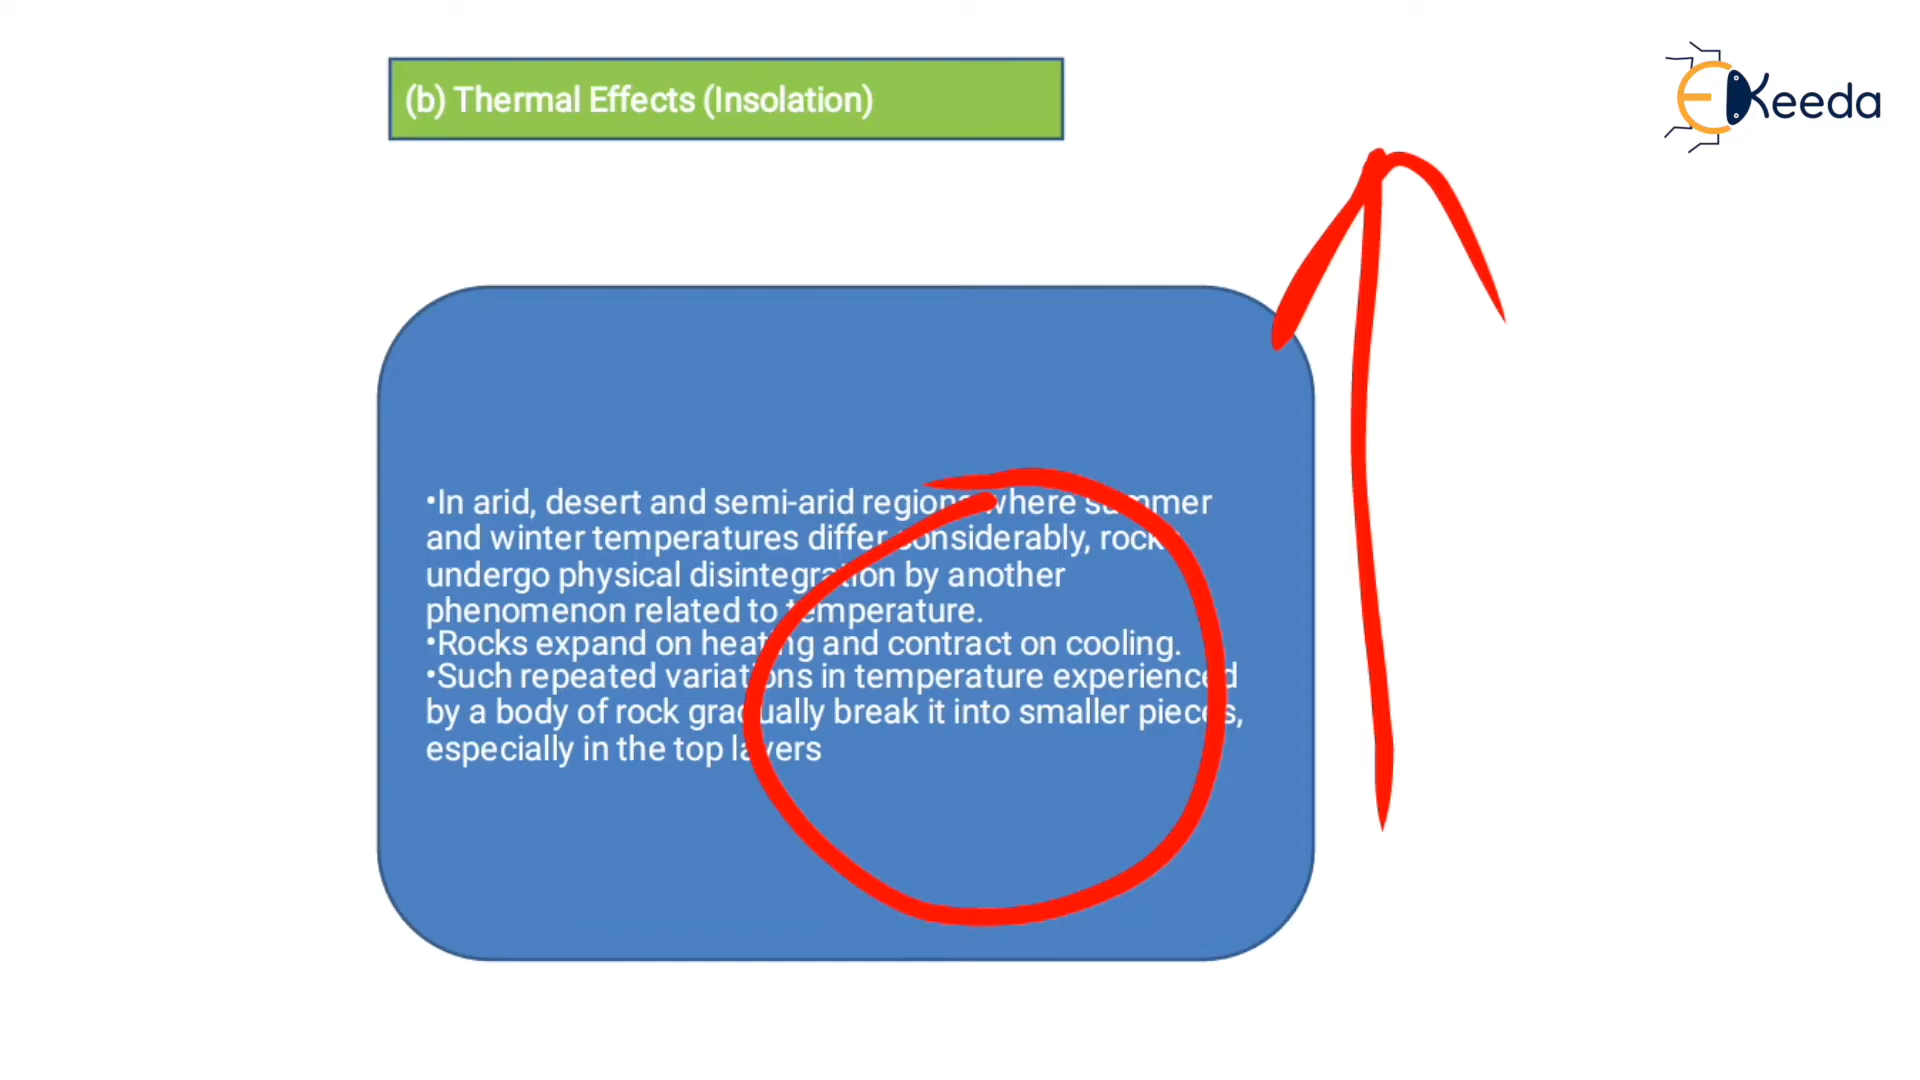 (b) Thermal Effects (Insolation)
EKeeda
•In arid, desert and semi-arid regions where summer
and winter temperatures differ considerably, rocks
undergo physical disintegration by another
phenomenon related to temperature.
•Rocks expand on heating and contract on cooling.
•Such repeated variations in temperature experienced
by a body of rock gradually break it into smaller pieces,
especially in the top layers